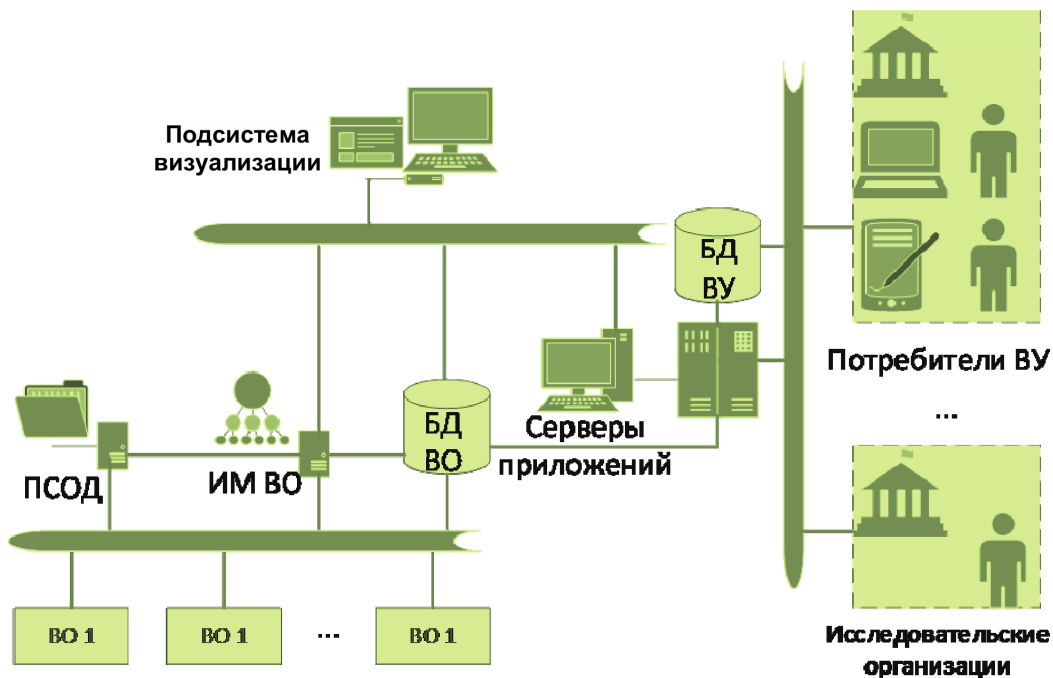 Подсистема
визуализации
БД
ВУ
Потребители ВУ
...
Серверы
приложений
БД
ВО
ПСОД
ИМ ВО
ВО 1
ВО 1
...
ВО 1
Исследовательские
организации